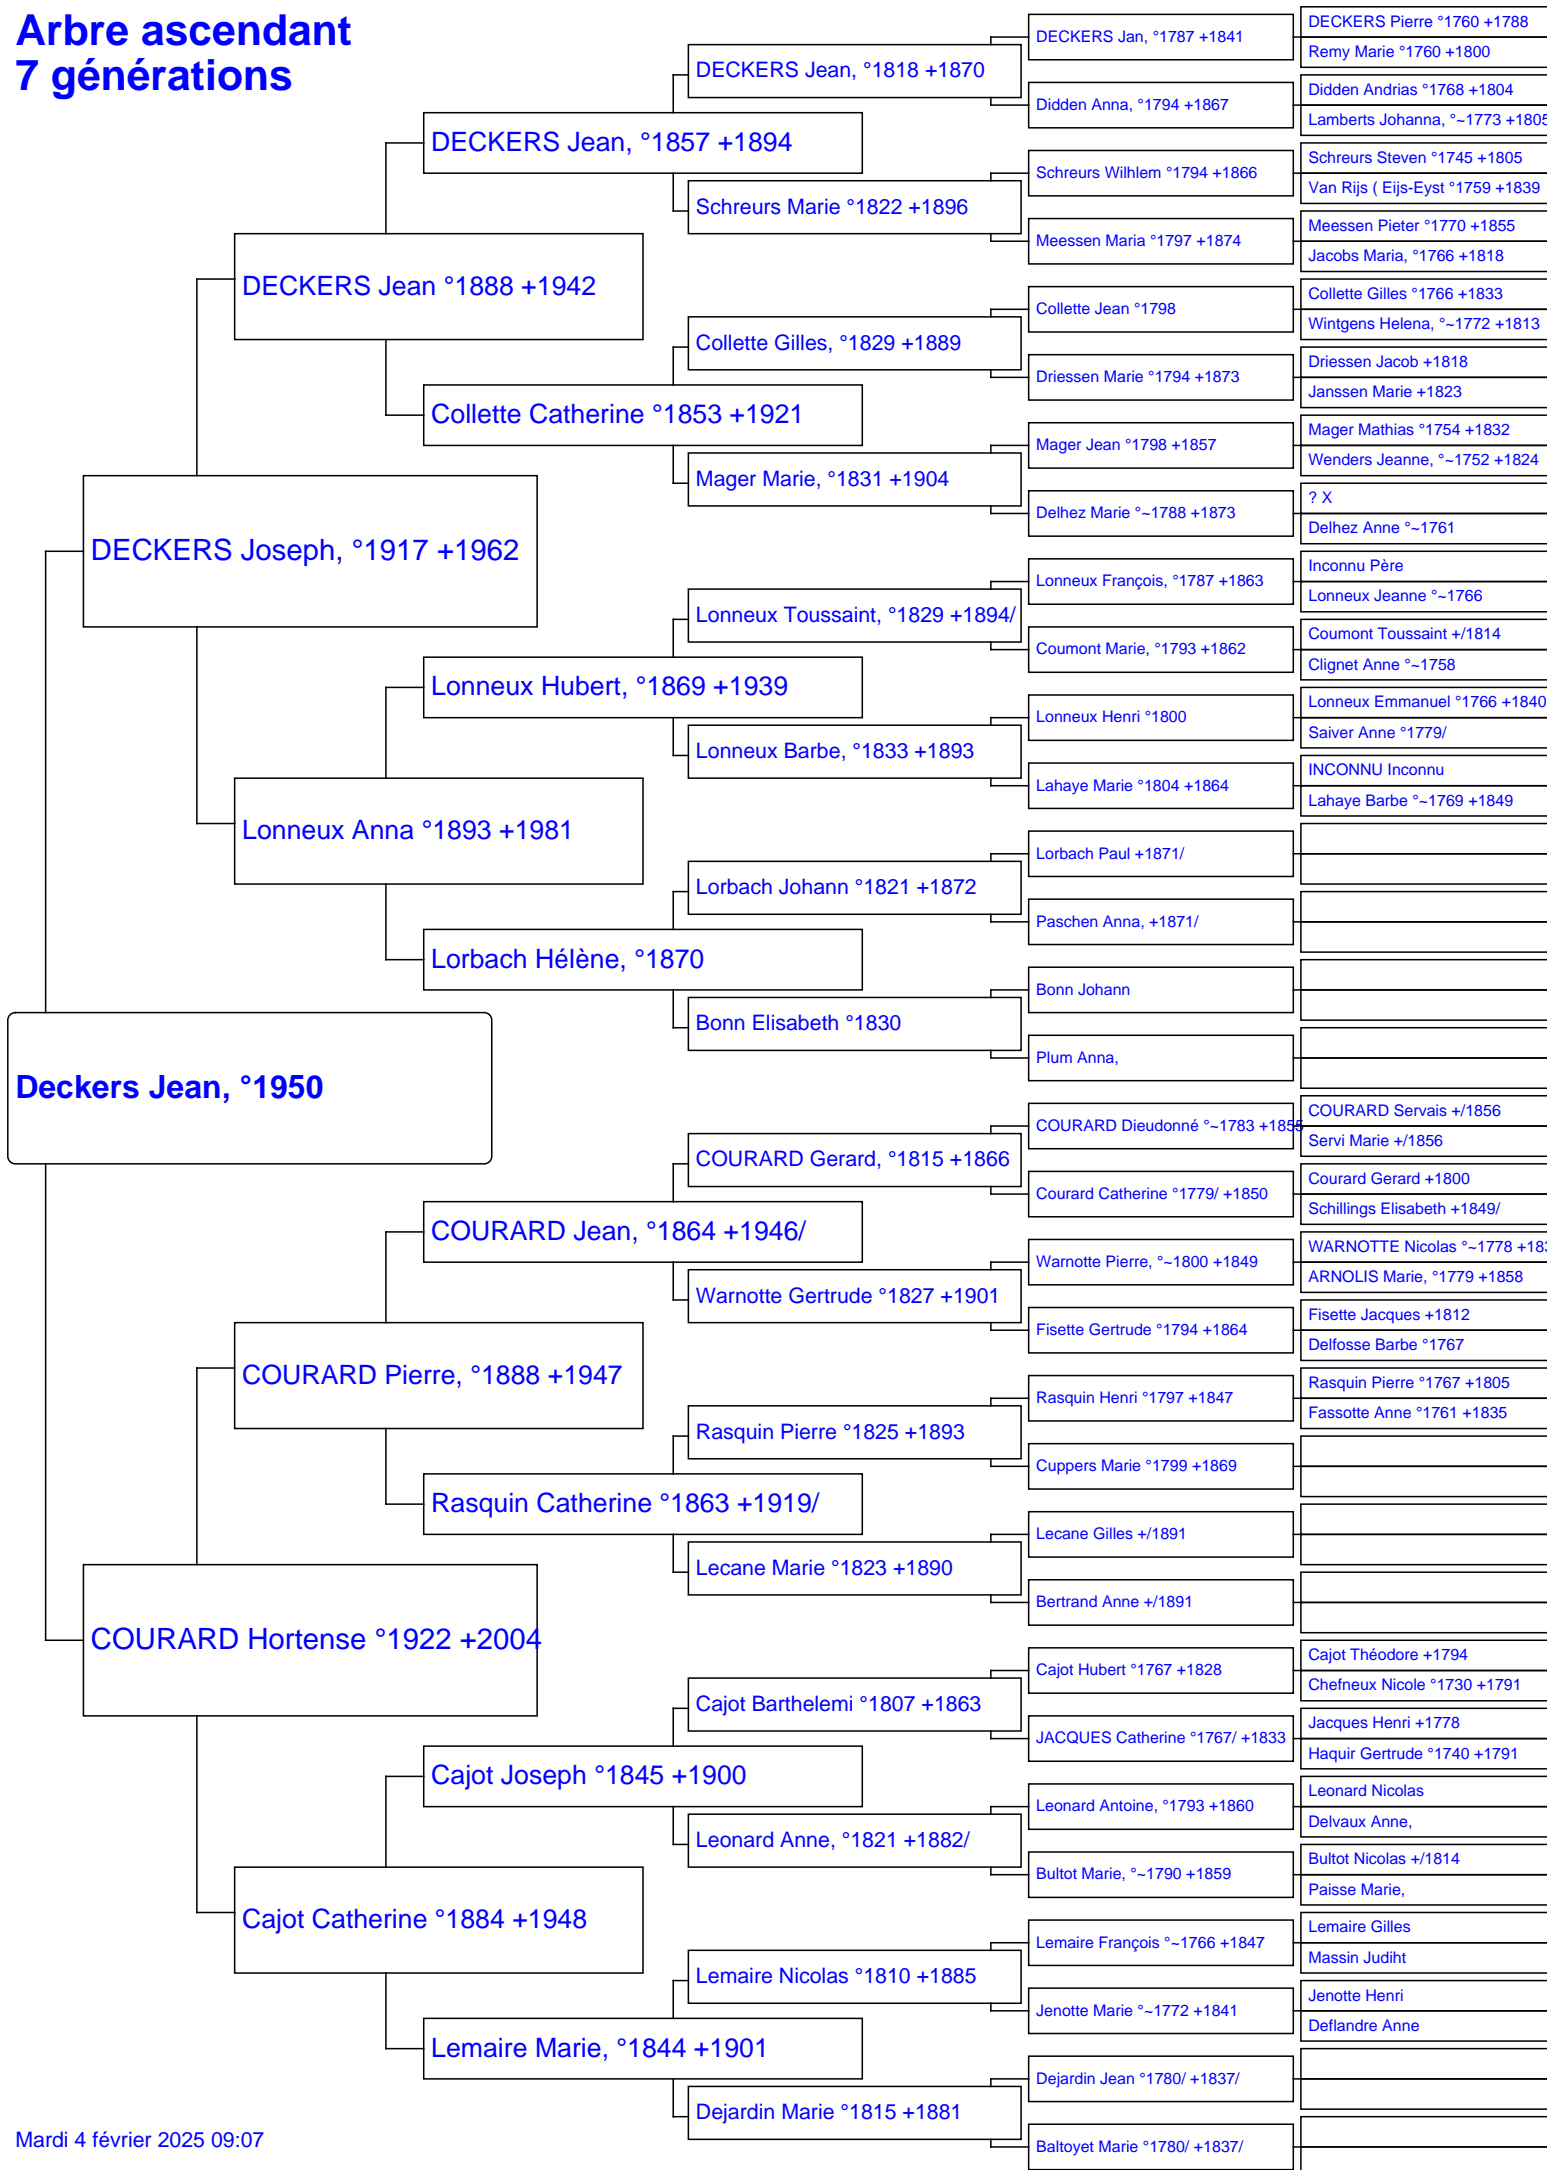 Arbre ascendant
7 générations
Deckers Jean, °1950
DECKERS Joseph, °1917 +1962
COURARD Hortense °1922 +2004
DECKERS Jean °1888 +1942
Lonneux Anna °1893 +1981
COURARD Pierre, °1888 +1947
Cajot Catherine °1884 +1948
DECKERS Jean, °1857 +1894
Collette Catherine °1853 +1921
Lonneux Hubert, °1869 +1939
Lorbach Hélène, °1870
COURARD Jean, °1864 +1946/
Rasquin Catherine °1863 +1919/
Cajot Joseph °1845 +1900
Lemaire Marie, °1844 +1901
DECKERS Jean, °1818 +1870
Schreurs Marie °1822 +1896
Collette Gilles, °1829 +1889
Mager Marie, °1831 +1904
Lonneux Toussaint, °1829 +1894/
Lonneux Barbe, °1833 +1893
Lorbach Johann °1821 +1872
Bonn Elisabeth °1830
COURARD Gerard, °1815 +1866
Warnotte Gertrude °1827 +1901
Rasquin Pierre °1825 +1893
Lecane Marie °1823 +1890
Cajot Barthelemi °1807 +1863
Leonard Anne, °1821 +1882/
Lemaire Nicolas °1810 +1885
Dejardin Marie °1815 +1881
DECKERS Jan, °1787 +1841
Didden Anna, °1794 +1867
Schreurs Wilhlem °1794 +1866
Meessen Maria °1797 +1874
Collette Jean °1798
Driessen Marie °1794 +1873
Mager Jean °1798 +1857
Delhez Marie °~1788 +1873
Lonneux François, °1787 +1863
Coumont Marie, °1793 +1862
Lonneux Henri °1800
Lahaye Marie °1804 +1864
Lorbach Paul +1871/
Paschen Anna, +1871/
Bonn Johann
Plum Anna,
COURARD Dieudonné °~1783 +1855
Courard Catherine °1779/ +1850
Warnotte Pierre, °~1800 +1849
Fisette Gertrude °1794 +1864
Rasquin Henri °1797 +1847
Cuppers Marie °1799 +1869
Lecane Gilles +/1891
Bertrand Anne +/1891
Cajot Hubert °1767 +1828
JACQUES Catherine °1767/ +1833
Leonard Antoine, °1793 +1860
Bultot Marie, °~1790 +1859
Lemaire François °~1766 +1847
Jenotte Marie °~1772 +1841
Dejardin Jean °1780/ +1837/
Baltoyet Marie °1780/ +1837/
DECKERS Pierre °1760 +1788
Remy Marie °1760 +1800
Didden Andrias °1768 +1804
Lamberts Johanna, °~1773 +1805
Schreurs Steven °1745 +1805
Van Rijs ( Eijs-Eyst °1759 +1839
Meessen Pieter °1770 +1855
Jacobs Maria, °1766 +1818
Collette Gilles °1766 +1833
Wintgens Helena, °~1772 +1813
Driessen Jacob +1818
Janssen Marie +1823
Mager Mathias °1754 +1832
Wenders Jeanne, °~1752 +1824
? X
Delhez Anne °~1761
Inconnu Père
Lonneux Jeanne °~1766
Coumont Toussaint +/1814
Clignet Anne °~1758
Lonneux Emmanuel °1766 +1840
Saiver Anne °1779/
INCONNU Inconnu
Lahaye Barbe °~1769 +1849
COURARD Servais +/1856
Servi Marie +/1856
Courard Gerard +1800
Schillings Elisabeth +1849/
WARNOTTE Nicolas °~1778
ARNOLIS Marie, °1779 +1858
Fisette Jacques +1812
Delfosse Barbe °1767
Rasquin Pierre °1767 +1805
Fassotte Anne °1761 +1835
Cajot Théodore +1794
Chefneux Nicole °1730 +1791
Jacques Henri +1778
Haquir Gertrude °1740 +1791
Leonard Nicolas
Delvaux Anne,
Bultot Nicolas +/1814
Paisse Marie,
Lemaire Gilles
Massin Judiht
Jenotte Henri
Deflandre Anne
Mardi 4 février 2025 09:07